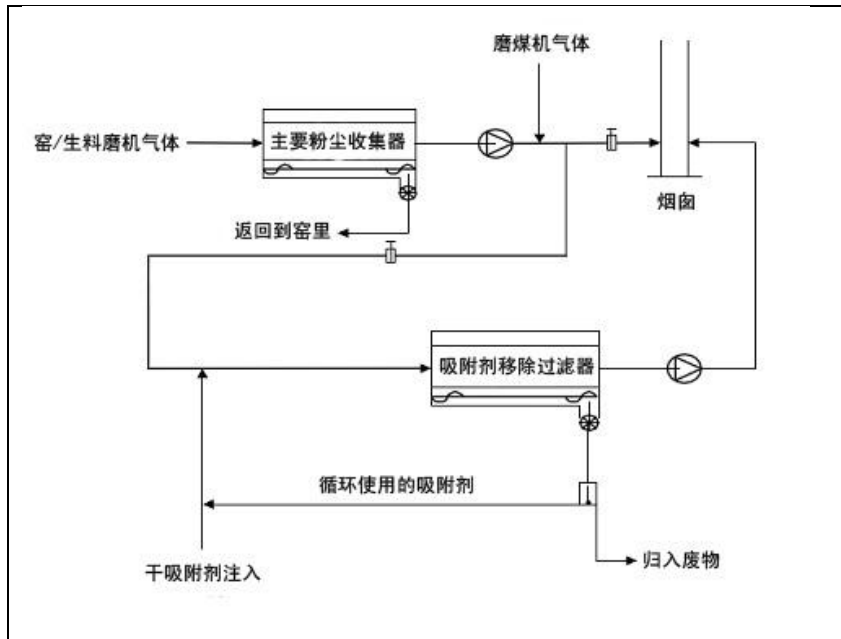 磨煤机气体
窑/生料磨机气体
主要粉尘收集器
烟囱
返回到窑里
吸附剂移除过滤器
循环使用的吸附剂
归入废物
干吸附剂注入